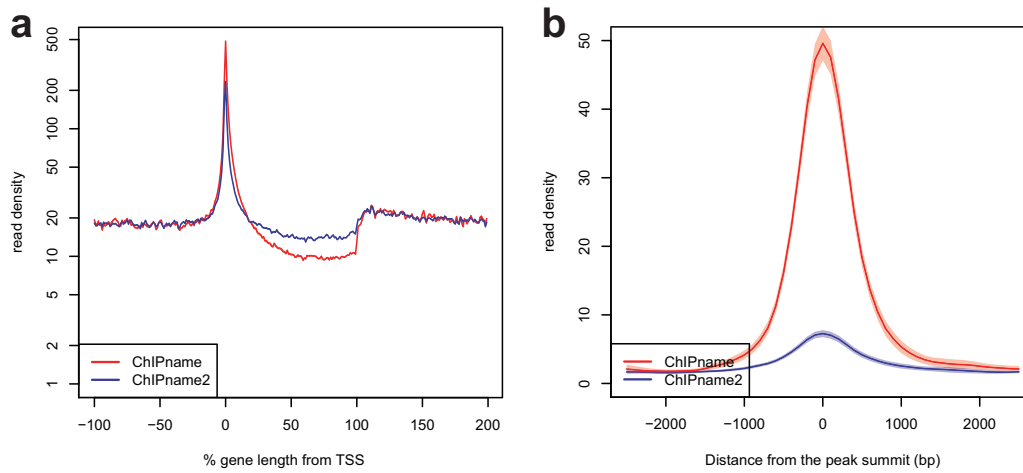 a
500
200
100
50
20
10
5
2
1
read density
ChIPname
ChIPname2
−100
−50
0
50
100
150
200
% gene length from TSS
b
50
40
30
20
10
0
read density
ChIPname
ChIPname2
−2000
−1000
0
1000
2000
Distance from the peak summit (bp)